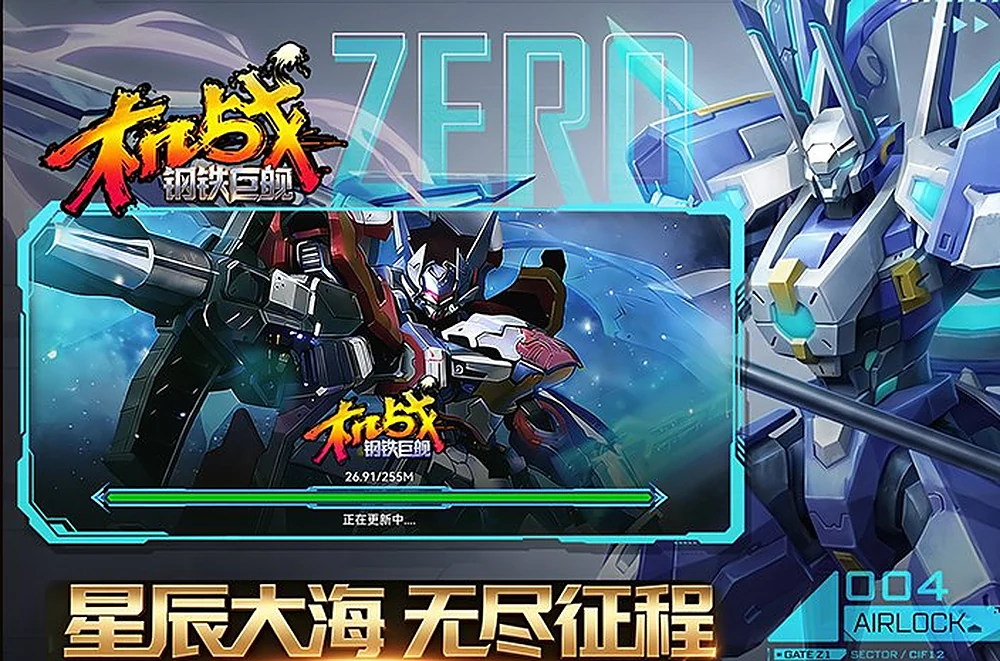 ZERO
机战
钢铁巨舰
机战
钢铁巨舰
26.91/255M
正在更新中....
星辰大海 无尽征程
004
AIRLOCK
GATE Z1
SECTOR / CIF12